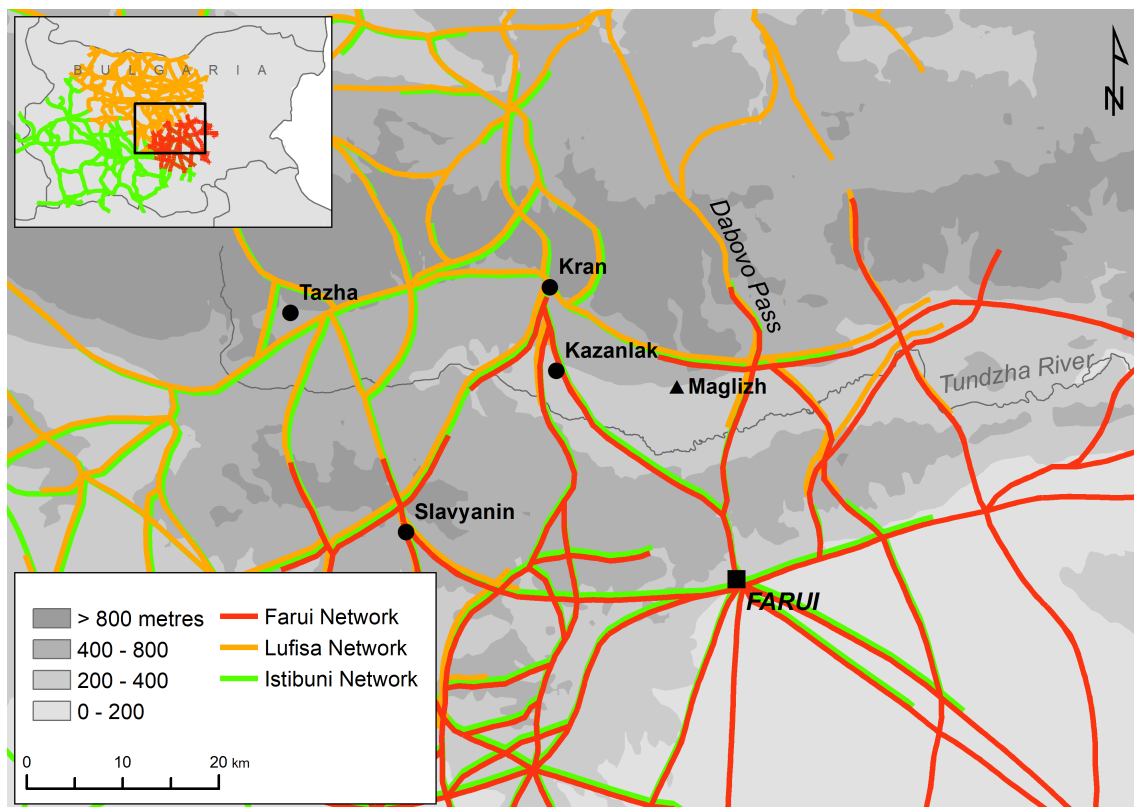 BULGARIA
N
Dabovo Pass
Kran
Tazha
Kazanlak
Maglizh
Tundzha River
Slavyanin
FARUI
> 800 metres
400 - 800
200 - 400
0 - 200
Farui Network
Lufisa Network
Istibuni Network
0 10 20 km